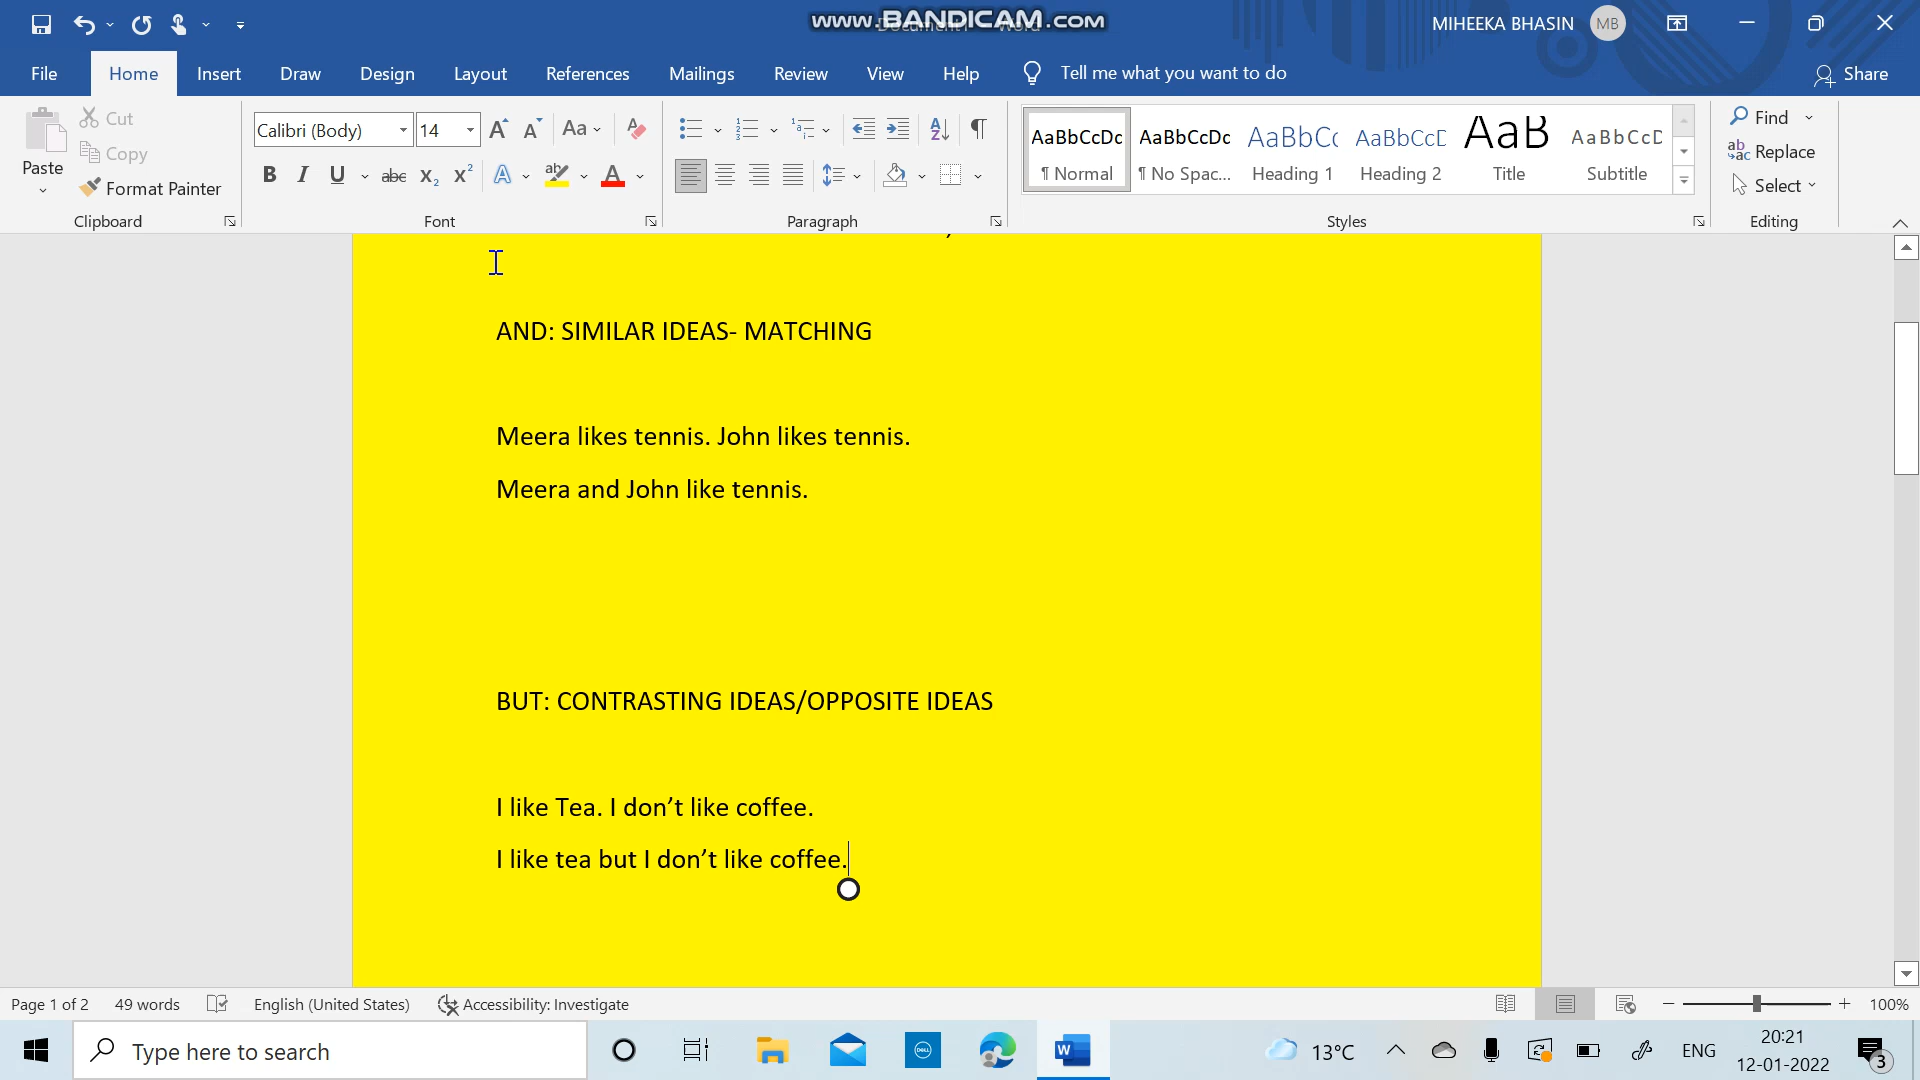 www.BANDICAM.com
MIHEEKA BHASIN
MB
File
Home
Insert
Draw
Design
Layout
References
Mailings
Review
View
Help
Tell me what you want to do
Share
Paste
Cut
Copy
Format Painter
Clipboard
Calibri (Body)
14
Aa
Font
Paragraph
AaBbCcDc
¶ Normal
AaBbCcDc
¶ No Spac...
AaBbCc
Heading 1
AaBbCcD
Heading 2
AaB
Title
AaBbCcD
Subtitle
Styles
Find
Replace
Select
Editing
AND: SIMILAR IDEAS- MATCHING
Meera likes tennis. John likes tennis.
Meera and John like tennis.
BUT: CONTRASTING IDEAS/OPPOSITE IDEAS
I like Tea. I don’t like coffee.
I like tea but I don’t like coffee.
Page 1 of 2
49 words
English (United States)
Accessibility: Investigate
100%
Type here to search
DELL
13°C
ENG
20:21
12-01-2022
3